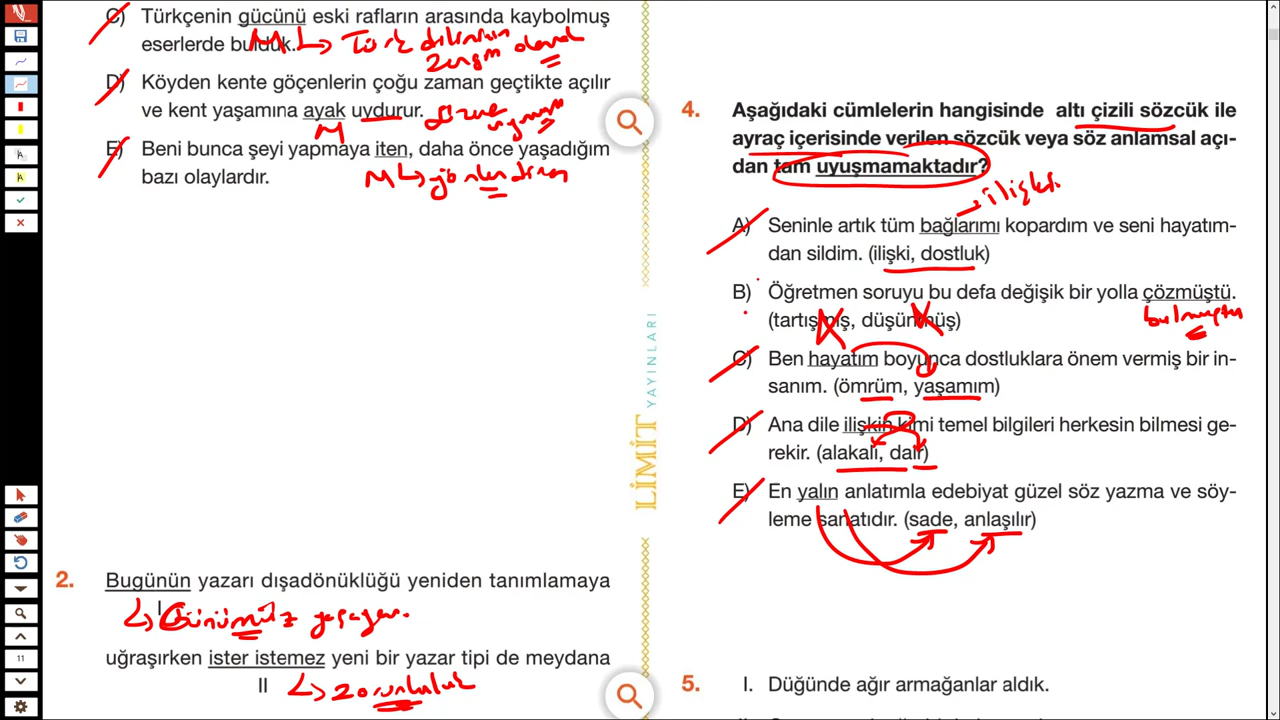 C) Türkçenin gücünü eski rafların arasında kaybolmuş
eserlerde bulduk.
M Türk dilinin
zengin olarak
D) Köyden kente göçenlerin çoğu zaman geçtikte açılır
ve kent yaşamına ayak uydurur.
M
E) Beni bunca şeyi yapmaya iten, daha önce yaşadığım
bazı olaylardır.
M yönlendiren
2. Bugünün yazarı dışadönüklüğü yeniden tanımlamaya
I
Günümüz yaşayan
uğraşırken ister istemez yeni bir yazar tipi de meydana
II
zorunluluk
LİMİT YAYINLARI
4. Aşağıdaki cümlelerin hangisinde altı çizili sözcük ile
ayraç içerisinde verilen sözcük veya söz anlamsal açı-
dan tam uyuşmamaktadır?
ilişki
A) Seninle artık tüm bağlarımı kopardım ve seni hayatım-
dan sildim. (ilişki, dostluk)
B) Öğretmen soruyu bu defa değişik bir yolla çözmüştü.
(tartışmış, düşünmüş)
bulmuştu
C) Ben hayatım boyunca dostluklara önem vermiş bir in-
sanım. (ömrüm, yaşamım)
D) Ana dile ilişkin kimi temel bilgileri herkesin bilmesi ge-
rekir. (alakalı, dair)
E) En yalın anlatımla edebiyat güzel söz yazma ve söy-
leme sanatıdır. (sade, anlaşılır)
5. I. Düğünde ağır armağanlar aldık.
11